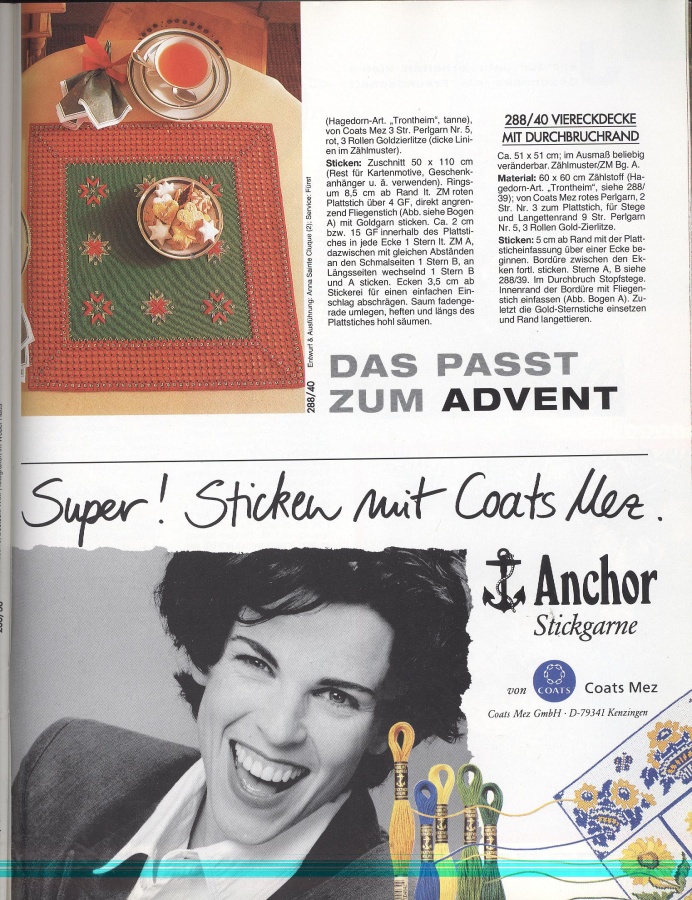 (Hagedorn-Art. „Trontheim", tanne),
von Coats Mez 3 Str. Perlgarn Nr. 5,
rot, 3 Rollen Goldzierlitze (dicke Lini-
en im Zählmuster).
Sticken: Zuschnitt 50 x 110 cm
(Rest für Kartenmotive, Geschenk-
anhänger u. ä. verwenden). Rings-
um 8,5 cm ab Rand lt. ZM roten
Plattstich über 4 GF, direkt angren-
zend Fliegenstich (Abb. siehe Bogen
A) mit Goldgarn sticken. Ca. 2 cm
bzw. 15 GF innerhalb des Plattsti-
ches in jede Ecke 1 Stern lt. ZM A,
dazwischen mit gleichen Abständen
an den Schmalseiten 1 Stern B, an
Längsseiten wechselnd 1 Stern B
und A sticken. Ecken 3,5 cm ab
Stickerei für einen einfachen Ein-
schlag abschrägen. Saum fadenge-
rade umlegen, heften und längs des
Plattstiches hohl säumen.
288/40 VIERECKDECKE
MIT DURCHBRUCHRAND
Ca. 51 x 51 cm; im Ausmaß beliebig
veränderbar. Zählmuster/ZM Bg. A.
Material: 60 x 60 cm Zählstoff (Ha-
gedorn-Art. „Trontheim", siehe 288/
39); von Coats Mez rotes Perlgarn, 2
Str. Nr. 3 zum Plattstich, für Stege
und Langettenrand 9 Str. Perlgarn
Nr. 5, 3 Rollen Gold-Zierlitze.
Sticken: 5 cm ab Rand mit der Platt-
sticheinfassung über einer Ecke be-
ginnen. Bordüre zwischen den Ek-
ken fortl. sticken. Sterne A, B siehe
288/39. Im Durchbruch Stopfstege.
Innenrand der Bordüre mit Fliegen-
stich einfassen (Abb. Bogen A). Zu-
letzt die Gold-Sternstiche einsetzen
und Rand langettieren.
288/40 Entwurf & Ausführung: Anna Sainte Cluque (2); Service: Fürst
DAS PASST
ZUM ADVENT
Super! Sticken mit Coats Mez.
Anchor
Stickgarne
von COATS Coats Mez
Coats Mez GmbH · D-79341 Kenzingen